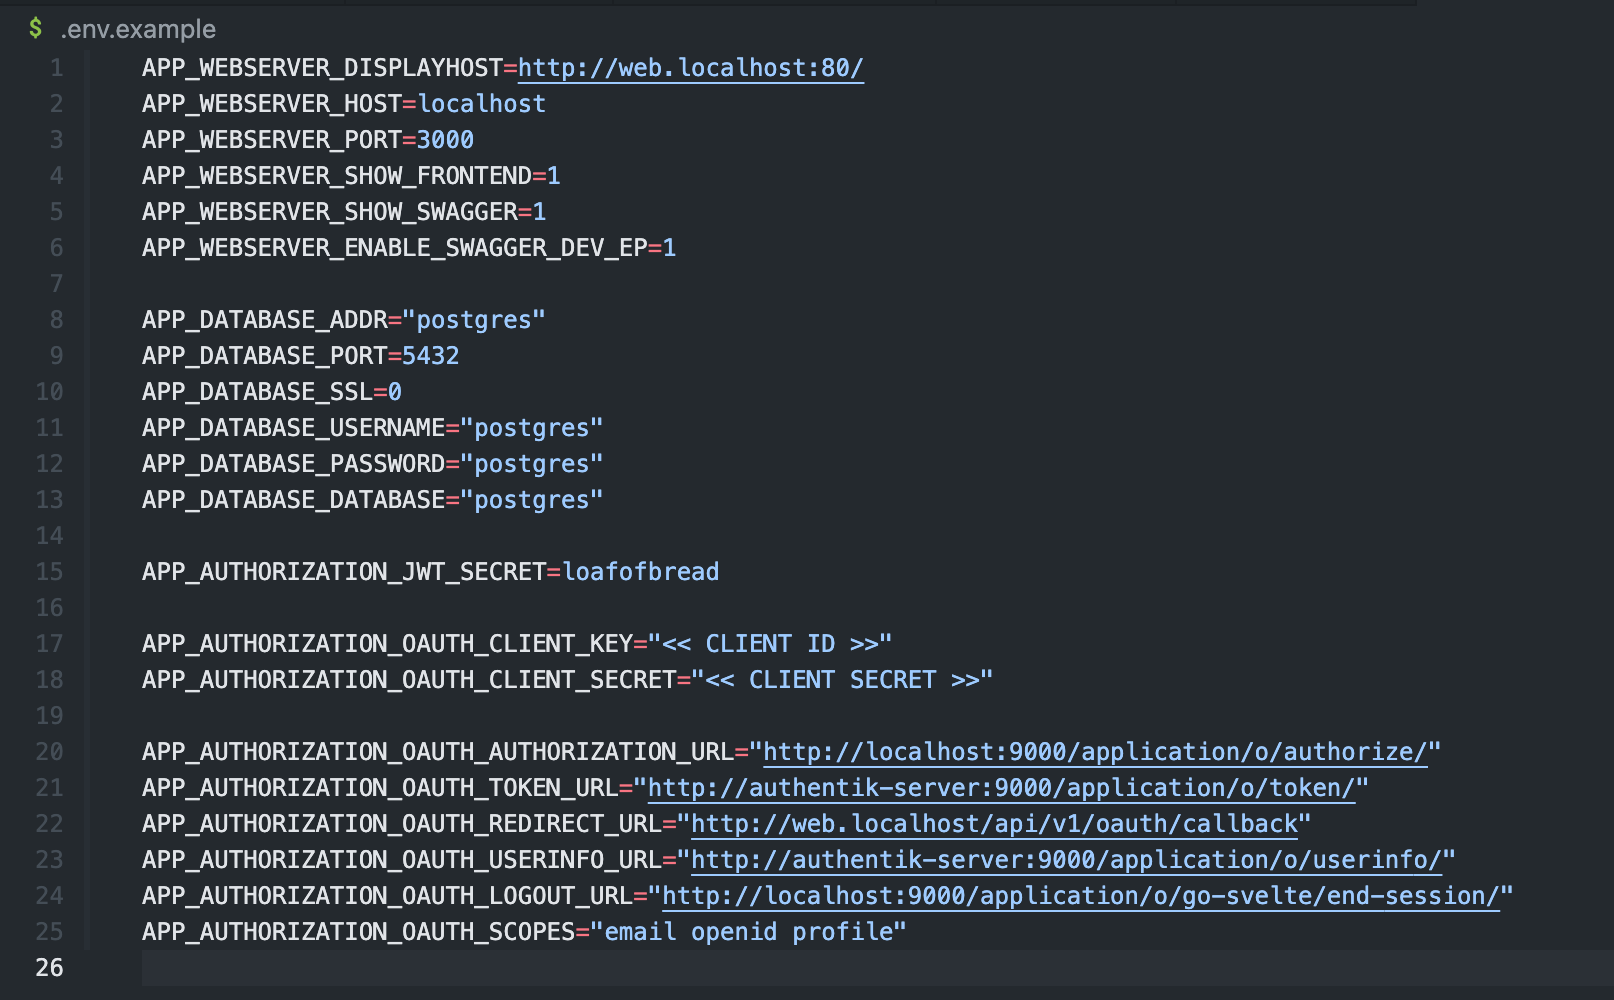 $ .env.example
1 APP_WEBSERVER_DISPLAYHOST=http://web.localhost:80/
2 APP_WEBSERVER_HOST=localhost
3 APP_WEBSERVER_PORT=3000
4 APP_WEBSERVER_SHOW_FRONTEND=1
5 APP_WEBSERVER_SHOW_SWAGGER=1
6 APP_WEBSERVER_ENABLE_SWAGGER_DEV_EP=1
7
8 APP_DATABASE_ADDR="postgres"
9 APP_DATABASE_PORT=5432
10 APP_DATABASE_SSL=0
11 APP_DATABASE_USERNAME="postgres"
12 APP_DATABASE_PASSWORD="postgres"
13 APP_DATABASE_DATABASE="postgres"
14
15 APP_AUTHORIZATION_JWT_SECRET=loafofbread
16
17 APP_AUTHORIZATION_OAUTH_CLIENT_KEY="<< CLIENT ID >>"
18 APP_AUTHORIZATION_OAUTH_CLIENT_SECRET="<< CLIENT SECRET >>"
19
20 APP_AUTHORIZATION_OAUTH_AUTHORIZATION_URL="http://localhost:9000/application/o/authorize/"
21 APP_AUTHORIZATION_OAUTH_TOKEN_URL="http://authentik-server:9000/application/o/token/"
22 APP_AUTHORIZATION_OAUTH_REDIRECT_URL="http://web.localhost/api/v1/oauth/callback"
23 APP_AUTHORIZATION_OAUTH_USERINFO_URL="http://authentik-server:9000/application/o/userinfo/"
24 APP_AUTHORIZATION_OAUTH_LOGOUT_URL="http://localhost:9000/application/o/go-svelte/end-session/"
25 APP_AUTHORIZATION_OAUTH_SCOPES="email openid profile"
26